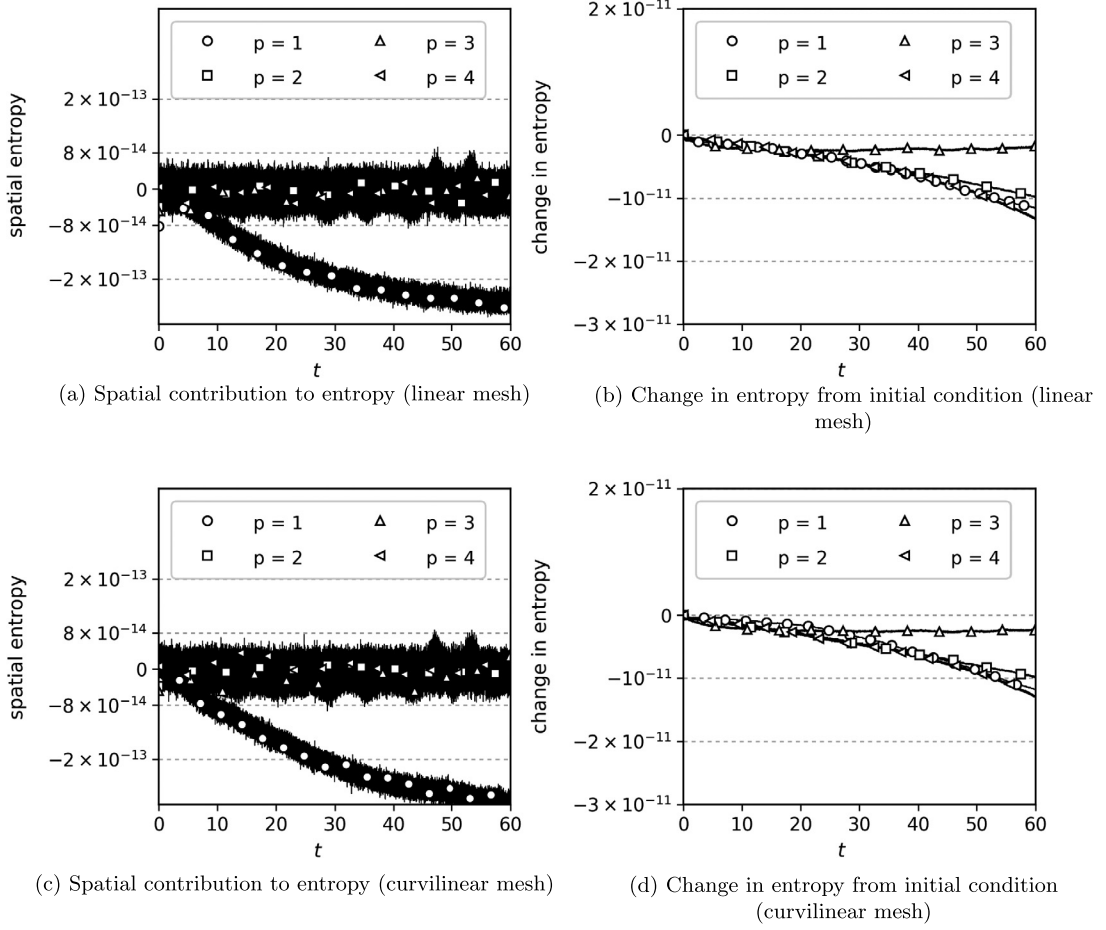 spatial entropy
p = 1
p = 2
p = 3
p = 4
2 × 10⁻¹³
8 × 10⁻¹⁴
0
−8 × 10⁻¹⁴
−2 × 10⁻¹³
0 10 20 30 40 50 60
t
(a) Spatial contribution to entropy (linear mesh)
change in entropy
p = 1
p = 2
p = 3
p = 4
2 × 10⁻¹¹
0
−10⁻¹¹
−2 × 10⁻¹¹
−3 × 10⁻¹¹
0 10 20 30 40 50 60
t
(b) Change in entropy from initial condition (linear
mesh)
spatial entropy
p = 1
p = 2
p = 3
p = 4
2 × 10⁻¹³
8 × 10⁻¹⁴
0
−8 × 10⁻¹⁴
−2 × 10⁻¹³
0 10 20 30 40 50 60
t
(c) Spatial contribution to entropy (curvilinear mesh)
change in entropy
p = 1
p = 2
p = 3
p = 4
2 × 10⁻¹¹
0
−10⁻¹¹
−2 × 10⁻¹¹
−3 × 10⁻¹¹
0 10 20 30 40 50 60
t
(d) Change in entropy from initial condition
(curvilinear mesh)